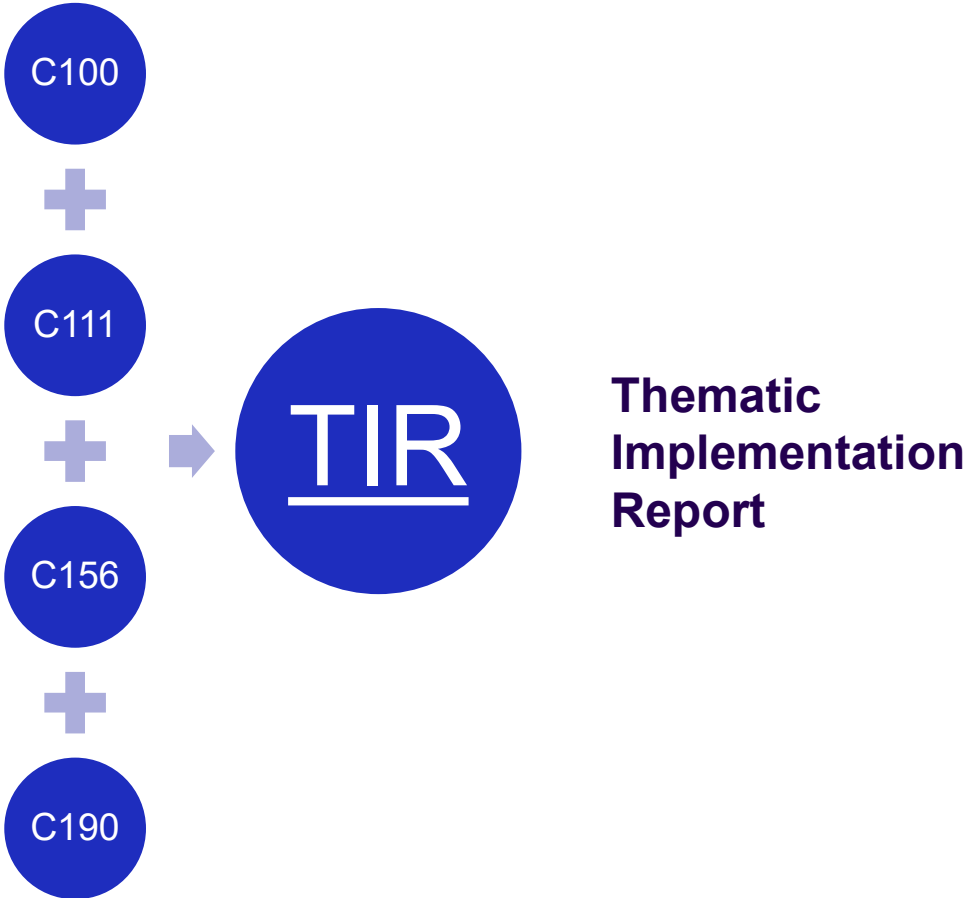 C100
C111
C156
C190
TIR
Thematic
Implementation
Report